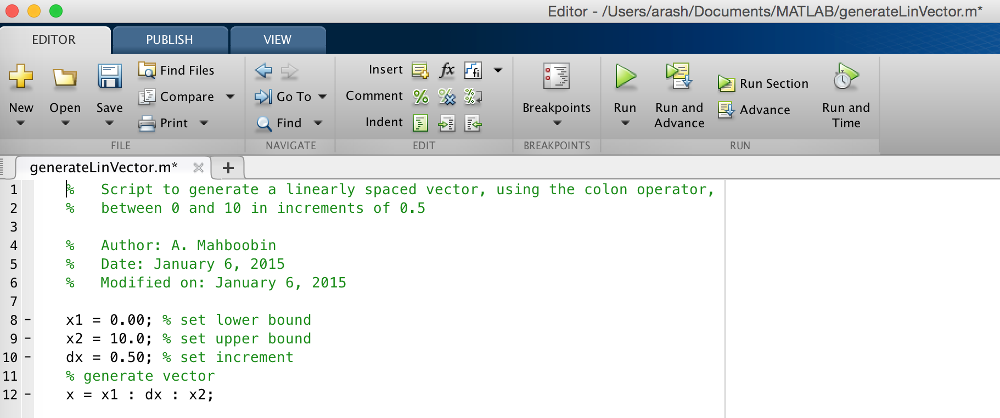 Editor - /Users/arash/Documents/MATLAB/generateLinVector.m*
EDITOR PUBLISH VIEW
New
Open
Save
Find Files
Compare
Print
FILE
Go To
Find
NAVIGATE
Insert fx fi
Comment % % %
Indent
EDIT
Breakpoints
BREAKPOINTS
Run
Run and
Advance
Run Section
Advance
Run and
Time
RUN
generateLinVector.m* +
1 %   Script to generate a linearly spaced vector, using the colon operator,
2 %   between 0 and 10 in increments of 0.5
3
4 %   Author: A. Mahboobin
5 %   Date: January 6, 2015
6 %   Modified on: January 6, 2015
7
8 - x1 = 0.00; % set lower bound
9 - x2 = 10.0; % set upper bound
10 - dx = 0.50; % set increment
11 % generate vector
12 - x = x1 : dx : x2;